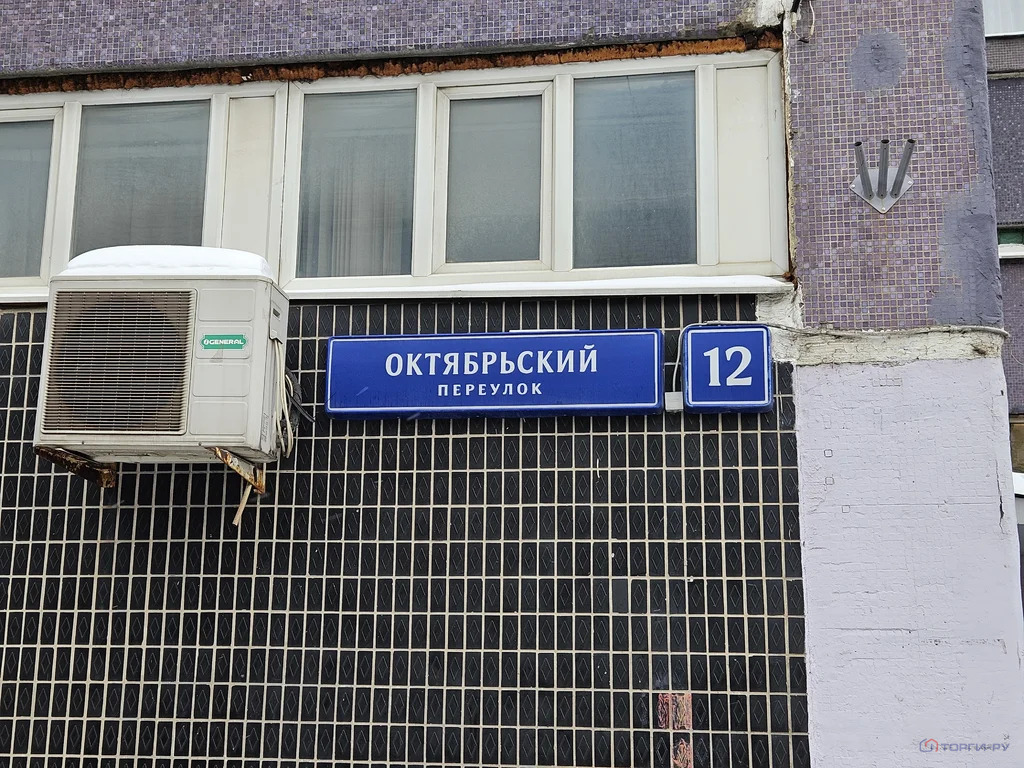 GENERAL
ОКТЯБРЬСКИЙ
ПЕРЕУЛОК
12
ТОРГИ-РУ